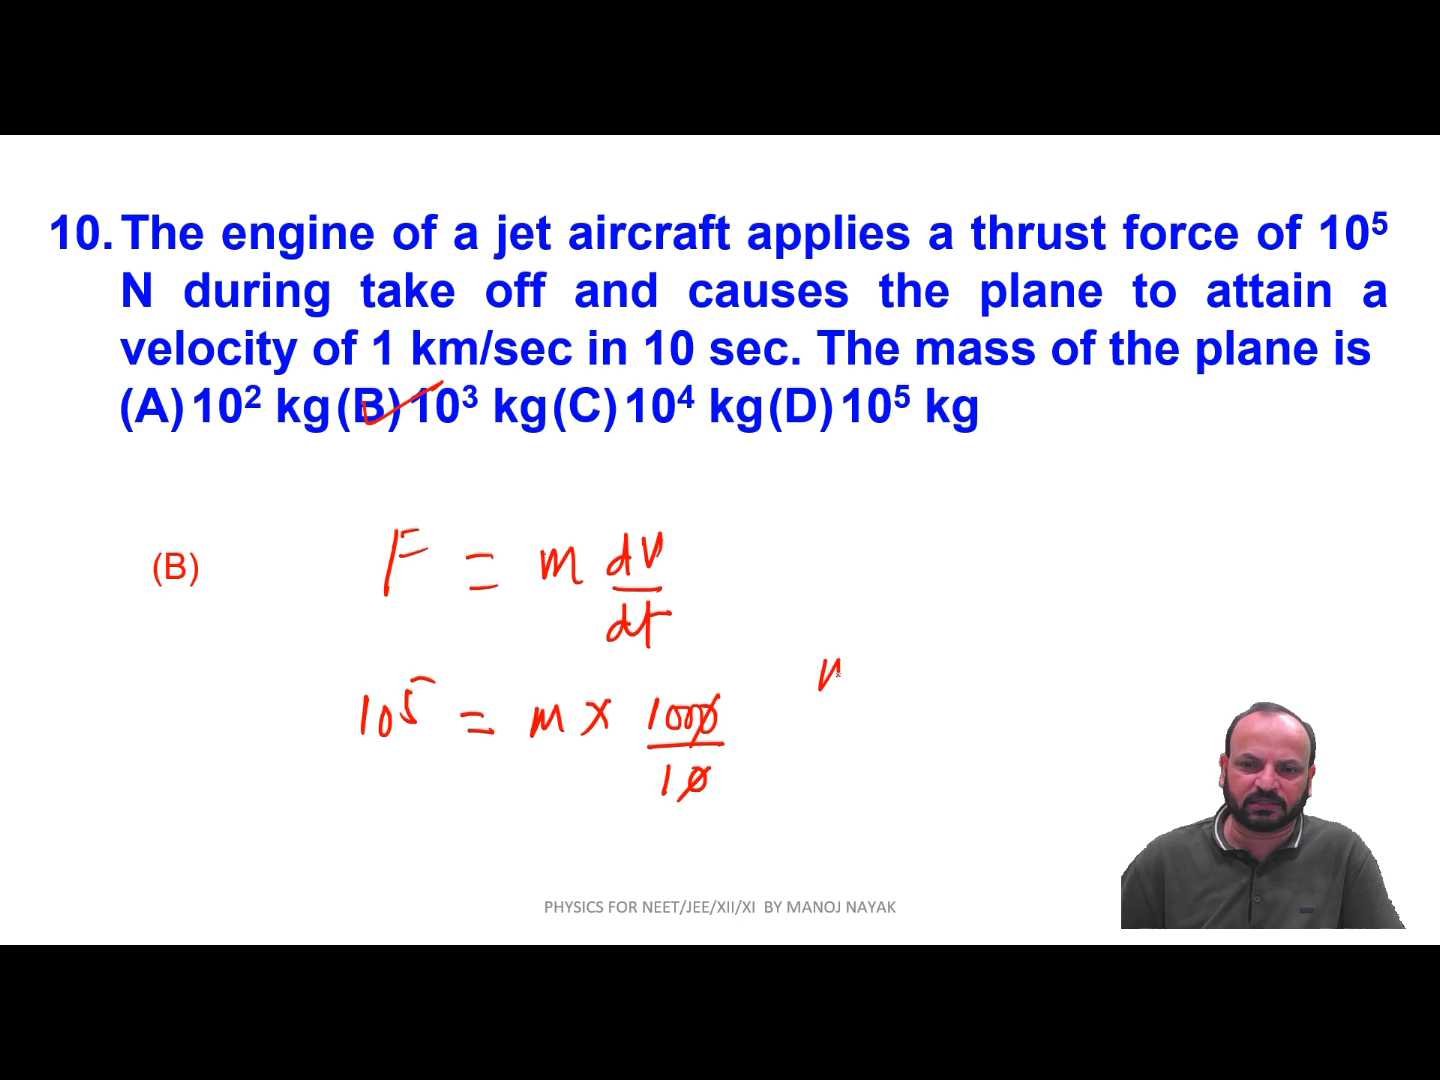 10. The engine of a jet aircraft applies a thrust force of 10⁵
N during take off and causes the plane to attain a
velocity of 1 km/sec in 10 sec. The mass of the plane is
(A) 10² kg (B) 10³ kg (C) 10⁴ kg (D) 10⁵ kg
(B)
F = m dv/dt
10⁵ = m × 1000/10
PHYSICS FOR NEET/JEE/XII/XI BY MANOJ NAYAK